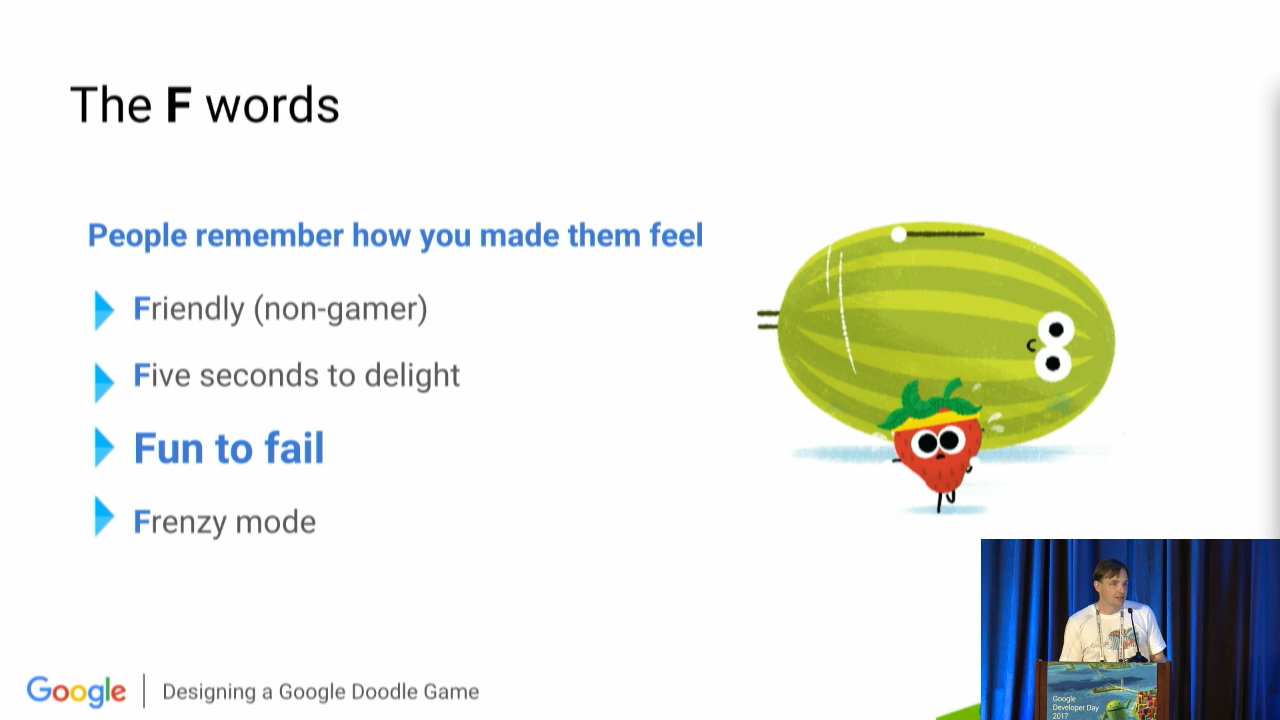 The F words
People remember how you made them feel
Friendly (non-gamer)
Five seconds to delight
Fun to fail
Frenzy mode
Google
Designing a Google Doodle Game
Google
Developer Day
2017